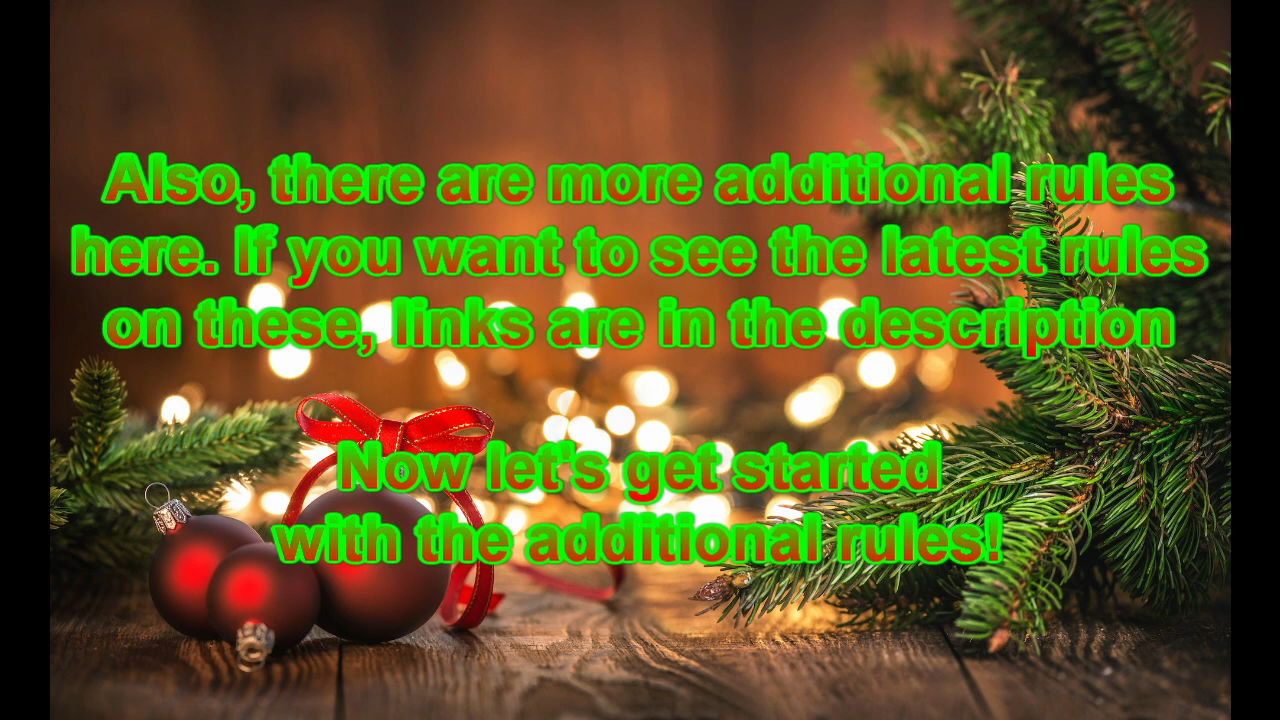 Also, there are more additional rules
here. If you want to see the latest rules
on these, links are in the description
Now let's get started
with the additional rules!